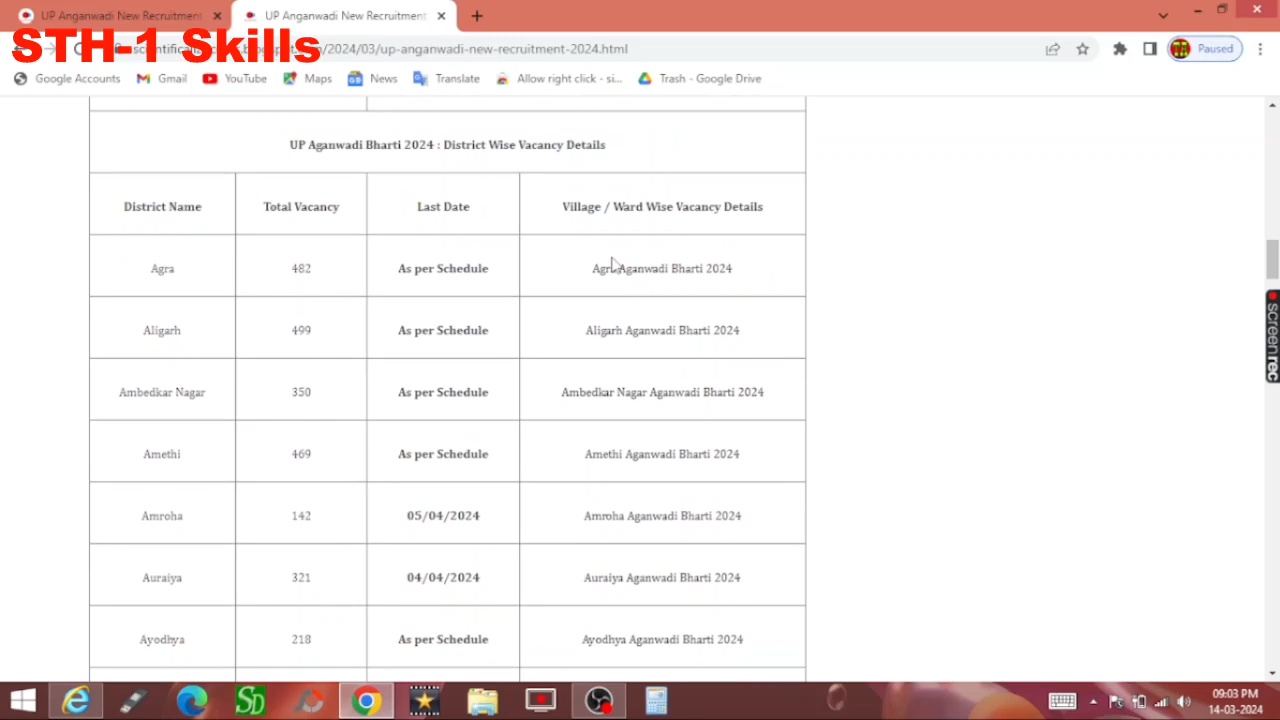 UP Anganwadi New Recruitment
UP Anganwadi New Recruitment
STH-1 Skills
/2024/03/up-anganwadi-new-recruitment-2024.html
Paused
Google Accounts
Gmail
YouTube
Maps
News
Translate
Allow right click - si...
Trash - Google Drive
UP Aganwadi Bharti 2024 : District Wise Vacancy Details
District Name Total Vacancy Last Date Village / Ward Wise Vacancy Details
Agra 482 As per Schedule Agra Aganwadi Bharti 2024
Aligarh 499 As per Schedule Aligarh Aganwadi Bharti 2024
Ambedkar Nagar 350 As per Schedule Ambedkar Nagar Aganwadi Bharti 2024
Amethi 469 As per Schedule Amethi Aganwadi Bharti 2024
Amroha 142 05/04/2024 Amroha Aganwadi Bharti 2024
Auraiya 321 04/04/2024 Auraiya Aganwadi Bharti 2024
Ayodhya 218 As per Schedule Ayodhya Aganwadi Bharti 2024
screenrec
09:03 PM
14-03-2024